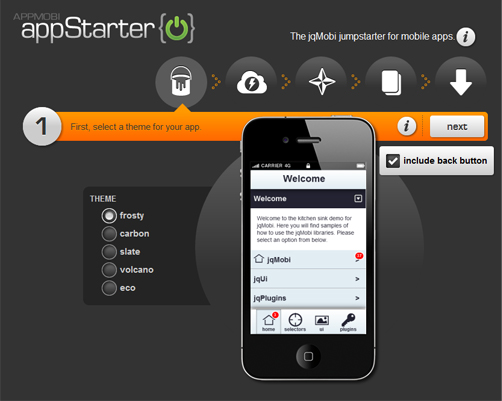 APPMOBI
appStarter
The jqMobi jumpstarter for mobile apps.
i
1
First, select a theme for your app.
i
next
include back button
CARRIER 4G
Welcome
Welcome
Welcome to the kitchen sink demo for
jqMobi. Here you will find samples
of how to use the jqMobi libraries. Please
select an option from below
jqMobi
jqUi
>
jqPlugins
>
home
selectors
ui
plugins
THEME
frosty
carbon
slate
volcano
eco